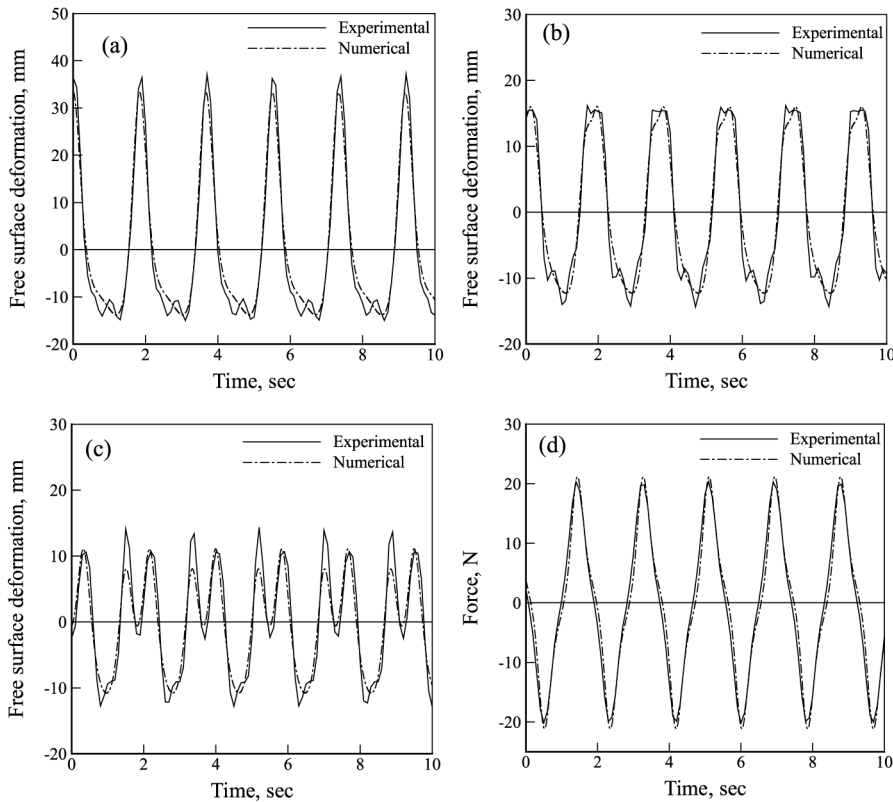 (a)
Experimental
Numerical
Free surface deformation, mm
50
40
30
20
10
0
-10
-20
0
2
4
6
8
10
Time, sec
(b)
Experimental
Numerical
Free surface deformation, mm
30
20
10
0
-10
-20
0
2
4
6
8
10
Time, sec
(c)
Experimental
Numerical
Free surface deformation, mm
30
20
10
0
-10
-20
0
2
4
6
8
10
Time, sec
(d)
Experimental
Numerical
Force, N
30
20
10
0
-10
-20
0
2
4
6
8
10
Time, sec